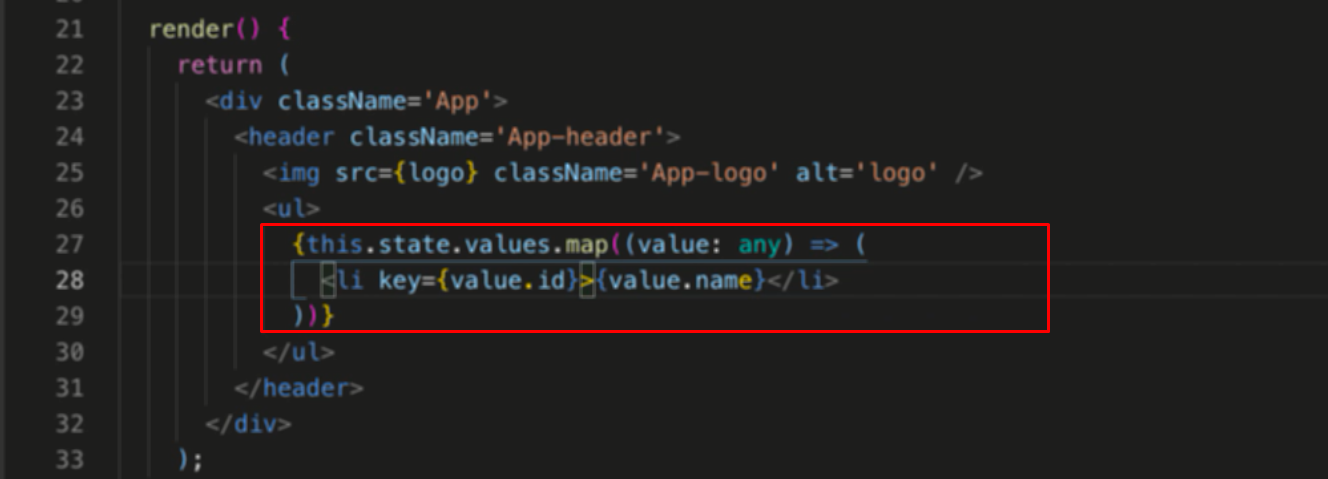 21 render() {
22 return (
23 <div className='App'>
24 <header className='App-header'>
25 <img src={logo} className='App-logo' alt='logo' />
26 <ul>
27 {this.state.values.map((value: any) => (
28 <li key={value.id}>{value.name}</li>
29 ))}
30 </ul>
31 </header>
32 </div>
33 );